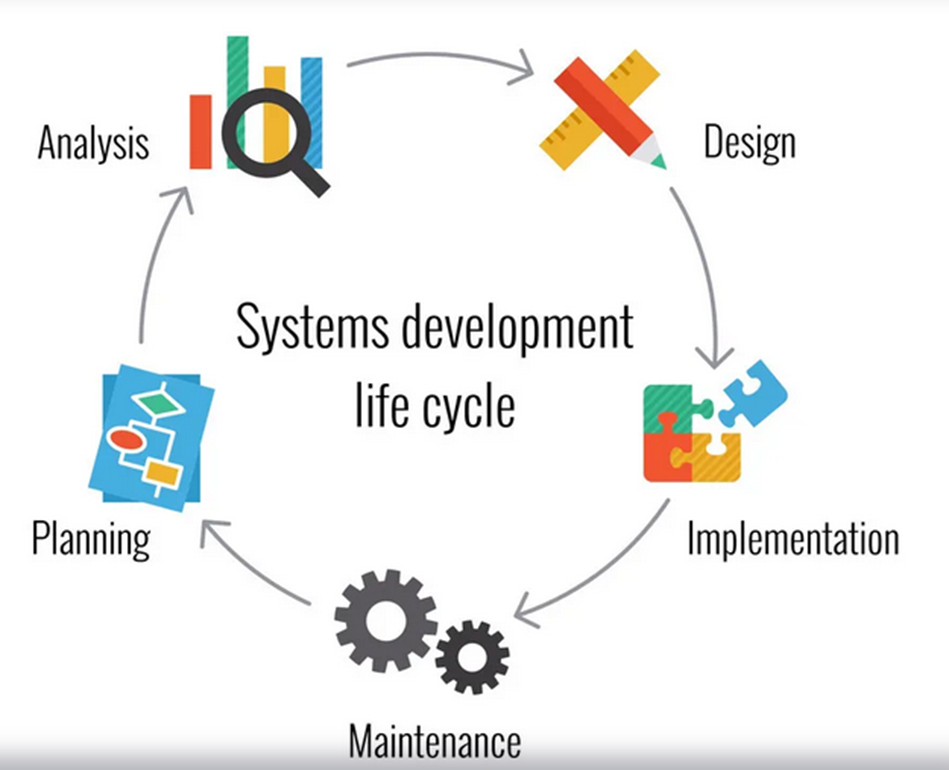 Analysis
Design
Systems development
life cycle
Planning
Implementation
Maintenance